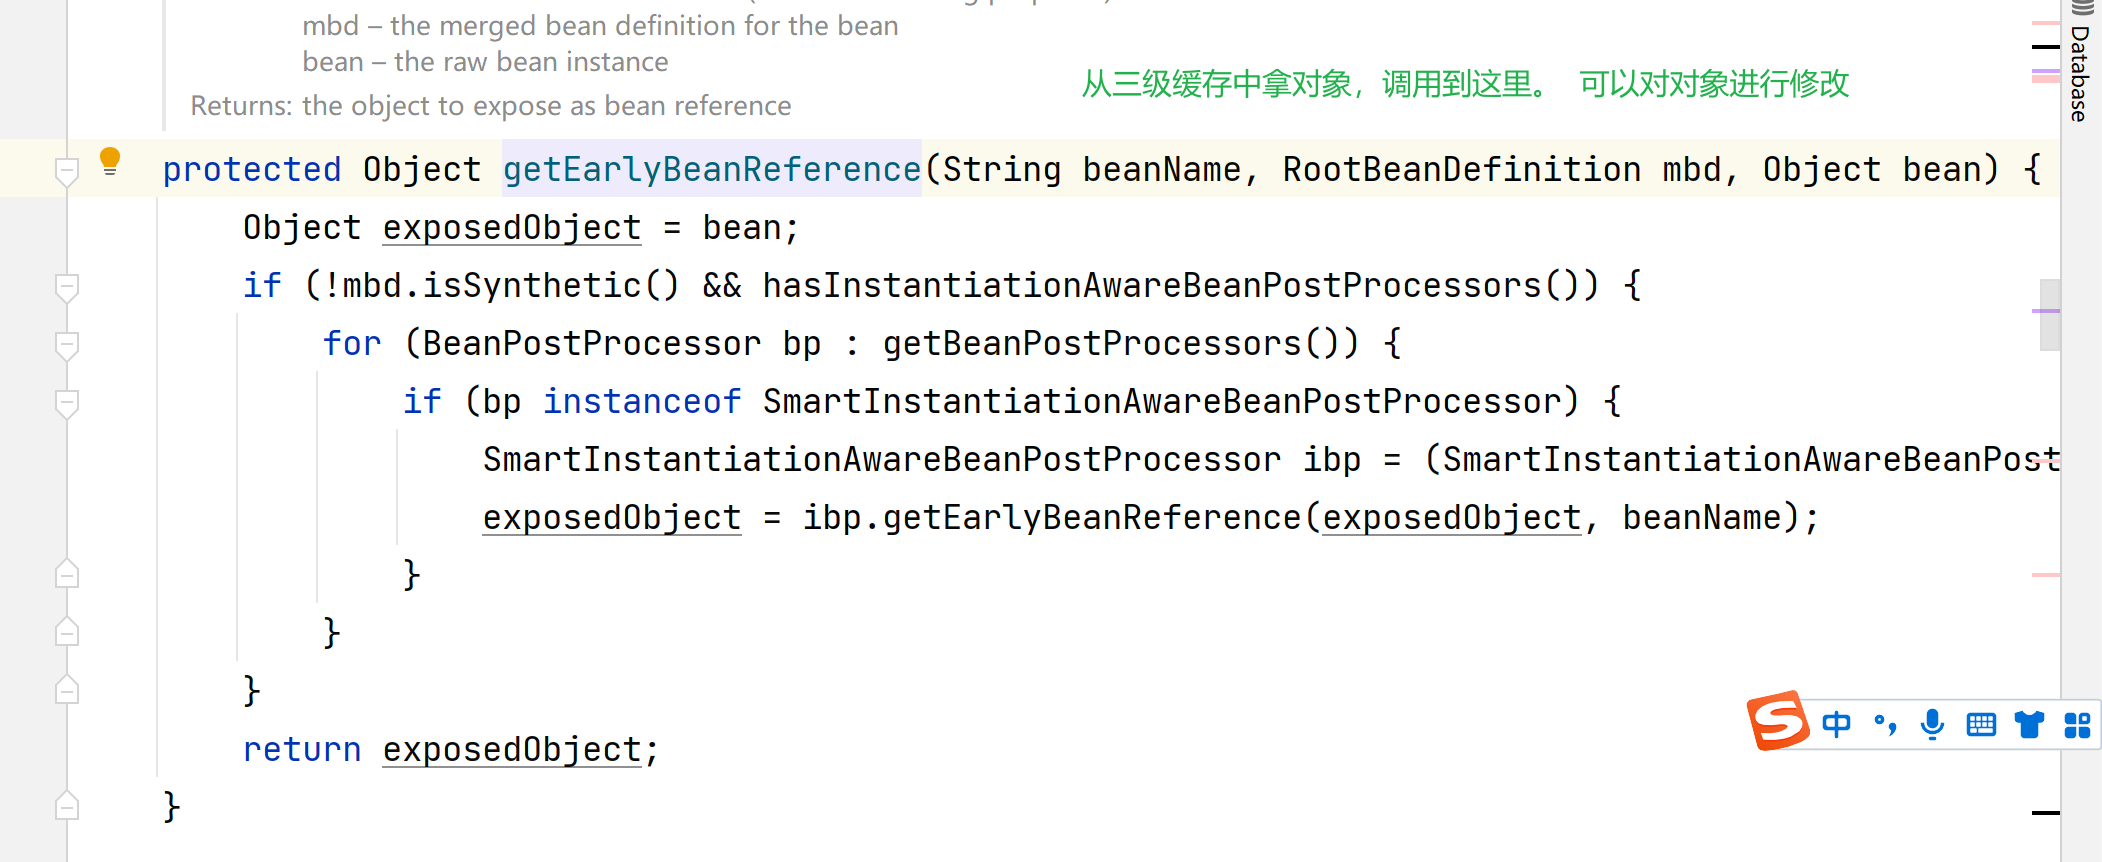 mbd – the merged bean definition for the bean
bean – the raw bean instance
从三级缓存中拿对象，调用到这里。 可以对对象进行修改
Returns: the object to expose as bean reference
protected Object getEarlyBeanReference(String beanName, RootBeanDefinition mbd, Object bean) {
Object exposedObject = bean;
if (!mbd.isSynthetic() && hasInstantiationAwareBeanPostProcessors()) {
for (BeanPostProcessor bp : getBeanPostProcessors()) {
if (bp instanceof SmartInstantiationAwareBeanPostProcessor) {
SmartInstantiationAwareBeanPostProcessor ibp = (SmartInstantiationAwareBeanPost
exposedObject = ibp.getEarlyBeanReference(exposedObject, beanName);
}
}
}
return exposedObject;
}
Database
中